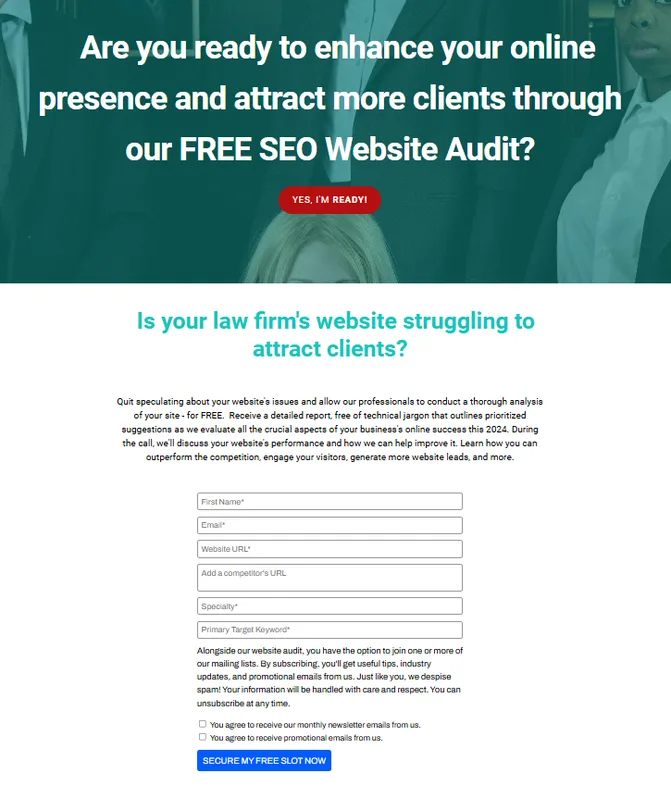 Are you ready to enhance your online
presence and attract more clients through
our FREE SEO Website Audit?
YES, I'M READY!
Is your law firm's website struggling to
attract clients?
Quit speculating about your website's issues and allow our professionals to conduct a thorough analysis
of your site - for FREE.  Receive a detailed report, free of technical jargon that outlines prioritized
suggestions as we evaluate all the crucial aspects of your business's online success this 2024. During
the call, we'll discuss your website's performance and how we can help improve it. Learn how you can
outperform the competition, engage your visitors, generate more website leads, and more.
First Name*
Email*
Website URL*
Add a competitor's URL
Specialty*
Primary Target Keyword*
Alongside our website audit, you have the option to join one or more of
our mailing lists. By subscribing, you'll get useful tips, industry
updates, and promotional emails from us. Just like you, we despise
spam! Your information will be handled with care and respect. You can
unsubscribe at any time.
You agree to receive our monthly newsletter emails from us.
You agree to receive promotional emails from us.
SECURE MY FREE SLOT NOW